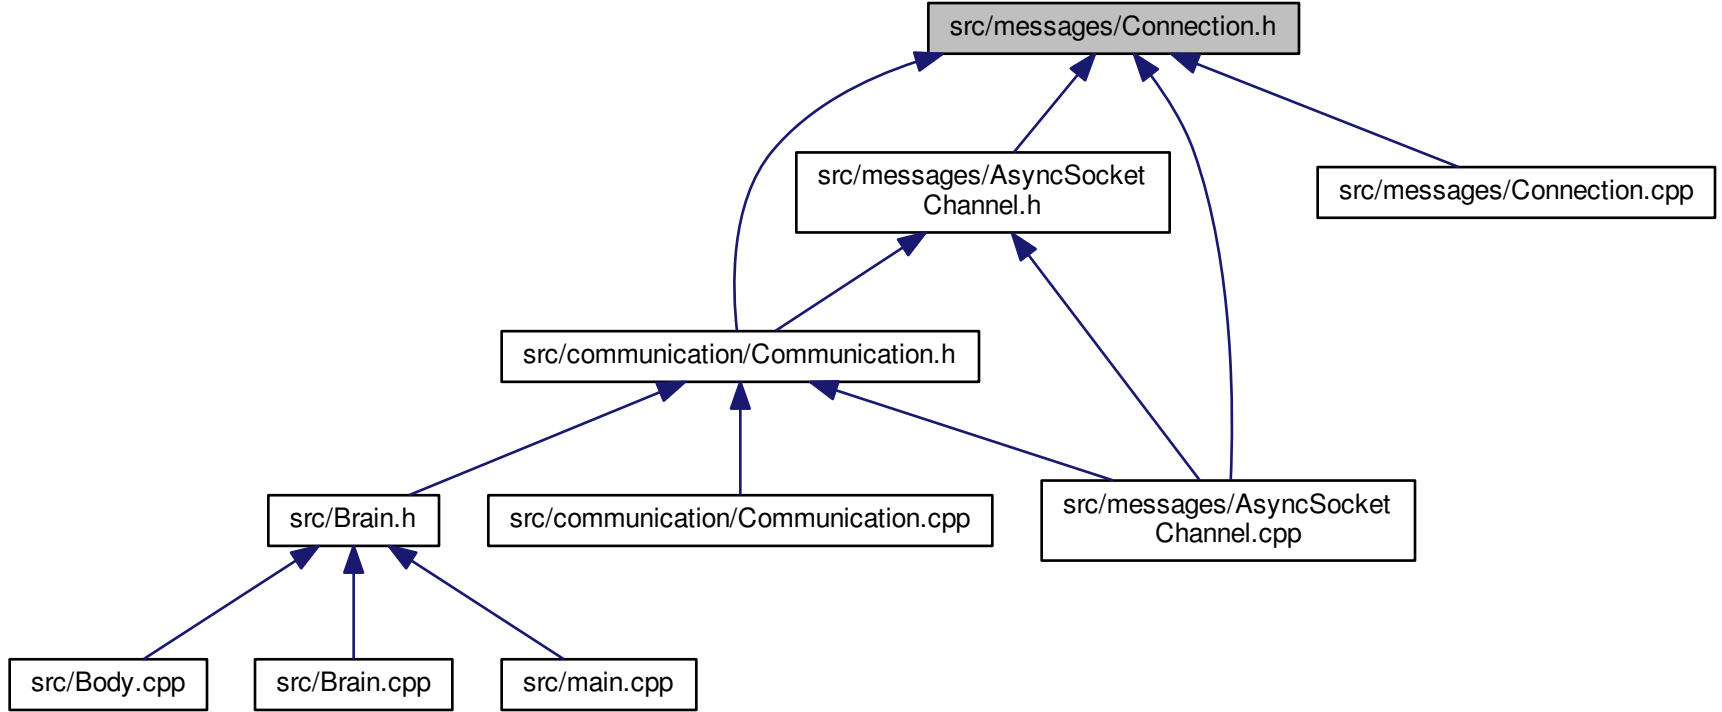 src/messages/Connection.h
src/messages/AsyncSocket
Channel.h
src/messages/Connection.cpp
src/communication/Communication.h
src/Brain.h
src/communication/Communication.cpp
src/messages/AsyncSocket
Channel.cpp
src/Body.cpp
src/Brain.cpp
src/main.cpp